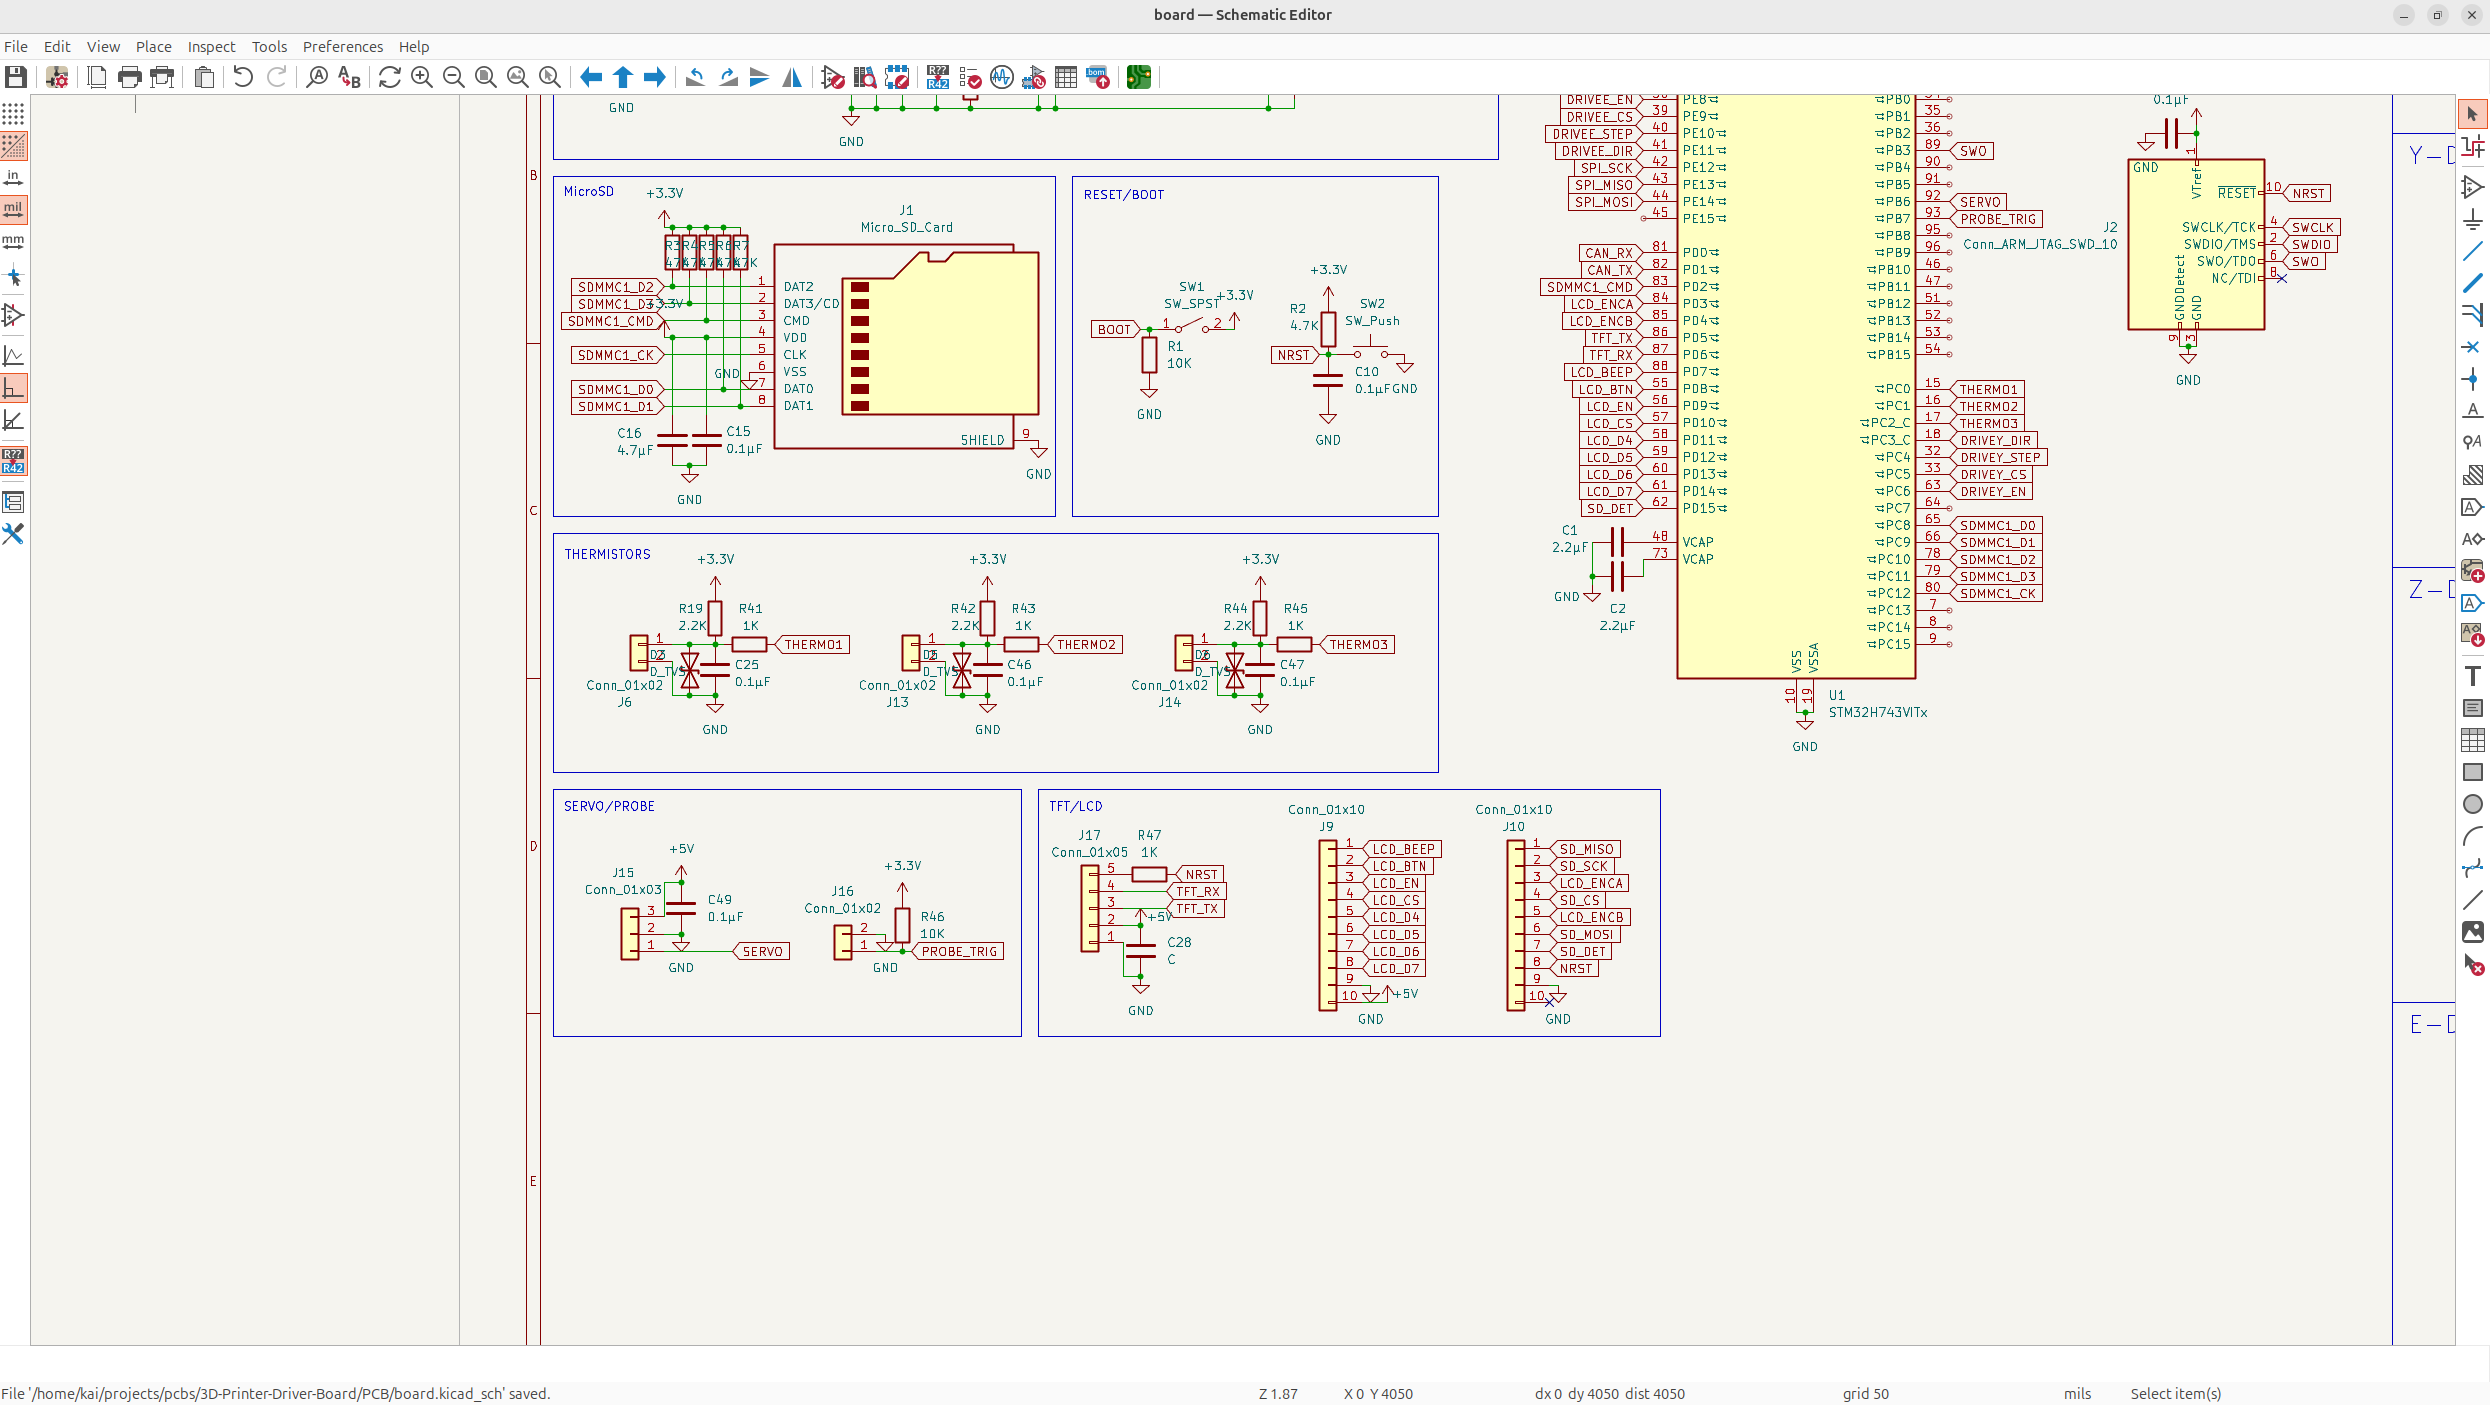 board — Schematic Editor
File Edit View Place Inspect Tools Preferences Help
in
mil
mm
R??
R42
B
C
D
E
GND
GND
MicroSD
+3.3V
J1
Micro_SD_Card
R3 R4 R5 R6 R7
47K
SDMMC1_D2
SDMMC1_D3
+3.3V
SDMMC1_CMD
SDMMC1_CK
GND
SDMMC1_D0
SDMMC1_D1
1 DAT2
2 DAT3/CD
3 CMD
4 VDD
5 CLK
6 VSS
7 DAT0
8 DAT1
SHIELD 9
GND
C16
4.7µF
C15
0.1µF
GND
RESET/BOOT
SW1
SW_SPST
+3.3V
BOOT
1 2
R1
10K
GND
+3.3V
R2
4.7K
SW2
SW_Push
NRST
C10
0.1µF
GND
GND
THERMISTORS
+3.3V
R19
2.2K
R41
1K
THERMO1
1
2
D3
D_TVS
C25
0.1µF
Conn_01x02
J6
GND
+3.3V
R42
2.2K
R43
1K
THERMO2
1
2
D_TVS
C46
0.1µF
Conn_01x02
J13
GND
+3.3V
R44
2.2K
R45
1K
THERMO3
1
2
D_TVS
C47
0.1µF
Conn_01x02
J14
GND
SERVO/PROBE
+5V
J15
Conn_01x03
C49
0.1µF
3
2
1
SERVO
GND
+3.3V
J16
Conn_01x02
R46
10K
2
1
PROBE_TRIG
GND
TFT/LCD
J17
Conn_01x05
R47
1K
5 NRST
4 TFT_RX
3 TFT_TX
2 +5V
1
C28
C
GND
Conn_01x10
J9
1 LCD_BEEP
2 LCD_BTN
3 LCD_EN
4 LCD_CS
5 LCD_D4
6 LCD_D5
7 LCD_D6
8 LCD_D7
9
10 +5V
GND
Conn_01x10
J10
1 SD_MISO
2 SD_SCK
3 LCD_ENCA
4 SD_CS
5 LCD_ENCB
6 SD_MOSI
7 SD_DET
8 NRST
9
10
GND
DRIVEE_EN PE8
DRIVEE_CS 39 PE9
DRIVEE_STEP 40 PE10
DRIVEE_DIR 41 PE11
SPI_SCK 42 PE12
SPI_MISO 43 PE13
SPI_MOSI 44 PE14
45 PE15
CAN_RX 81 PD0
CAN_TX 82 PD1
SDMMC1_CMD 83 PD2
LCD_ENCA 84 PD3
LCD_ENCB 85 PD4
TFT_TX 86 PD5
TFT_RX 87 PD6
LCD_BEEP 88 PD7
LCD_BTN 55 PD8
LCD_EN 56 PD9
LCD_CS 57 PD10
LCD_D4 58 PD11
LCD_D5 59 PD12
LCD_D6 60 PD13
LCD_D7 61 PD14
SD_DET 62 PD15
C1
2.2µF
48 VCAP
73 VCAP
GND
C2
2.2µF
PB0
PB1 35
PB2 36
PB3 89 SWO
PB4 90
PB5 91
PB6 92 SERVO
PB7 93 PROBE_TRIG
PB8 95
PB9 96
PB10 46
PB11 47
PB12 51
PB13 52
PB14 53
PB15 54
PC0 15 THERMO1
PC1 16 THERMO2
PC2_C 17 THERMO3
PC3_C 18 DRIVEY_DIR
PC4 32 DRIVEY_STEP
PC5 33 DRIVEY_CS
PC6 63 DRIVEY_EN
PC7 64
PC8 65 SDMMC1_D0
PC9 66 SDMMC1_D1
PC10 78 SDMMC1_D2
PC11 79 SDMMC1_D3
PC12 80 SDMMC1_CK
PC13 7
PC14 8
PC15 9
VSS VSSA
10 19
U1
STM32H743VITx
GND
0.1µF
GND
1
VTref
RESET 10 NRST
J2
Conn_ARM_JTAG_SWD_10
SWCLK/TCK 4 SWCLK
SWDIO/TMS 2 SWDIO
SWO/TDO 6 SWO
NC/TDI 8
GNDDetect GND
9 3
GND
Y-D
Z-D
E-D
File '/home/kai/projects/pcbs/3D-Printer-Driver-Board/PCB/board.kicad_sch' saved.
Z 1.87 X 0 Y 4050 dx 0 dy 4050 dist 4050 grid 50 mils Select item(s)